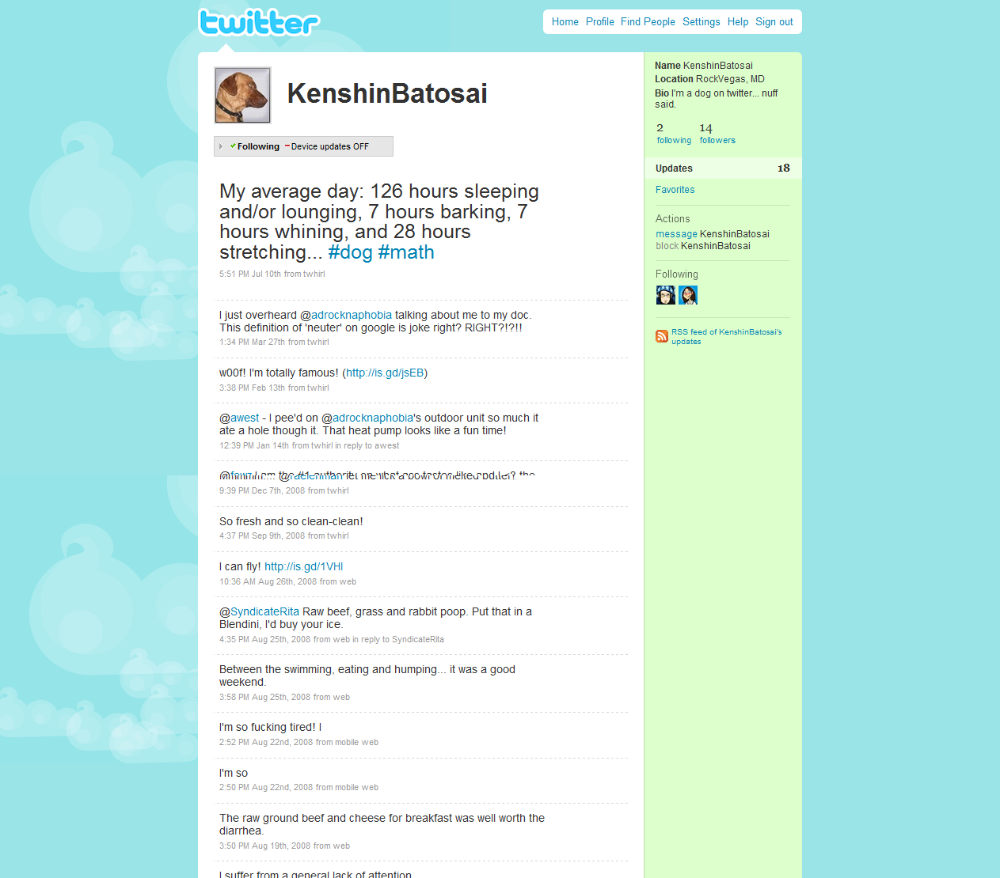 twitter
Home Profile Find People Settings Help Sign out
KenshinBatosai
Following Device updates OFF
My average day: 126 hours sleeping
and/or lounging, 7 hours barking, 7
hours whining, and 28 hours
stretching... #dog #math
5:51 PM Jul 10th from twhirl
I just overheard @adrocknaphobia talking about me to my doc.
This definition of 'neuter' on google is joke right? RIGHT?!?!!
1:34 PM Mar 27th from twhirl
w00f! I'm totally famous! (http://is.gd/jsEB)
3:38 PM Feb 13th from twhirl
@awest - I pee'd on @adrocknaphobia's outdoor unit so much it
ate a hole though it. That heat pump looks like a fun time!
12:39 PM Jan 14th from twhirl in reply to awest
9:39 PM Dec 7th, 2008 from twhirl
So fresh and so clean-clean!
4:37 PM Sep 9th, 2008 from twhirl
I can fly! http://is.gd/1VHI
10:36 AM Aug 26th, 2008 from web
@SyndicateRita Raw beef, grass and rabbit poop. Put that in a
Blendini, I'd buy your ice.
4:35 PM Aug 25th, 2008 from web in reply to SyndicateRita
Between the swimming, eating and humping... it was a good
weekend.
3:58 PM Aug 25th, 2008 from web
I'm so fucking tired! I
2:52 PM Aug 22nd, 2008 from mobile web
I'm so
2:50 PM Aug 22nd, 2008 from mobile web
The raw ground beef and cheese for breakfast was well worth the
diarrhea.
3:50 PM Aug 19th, 2008 from web
I suffer from a general lack of attention
Name KenshinBatosai
Location RockVegas, MD
Bio I'm a dog on twitter... nuff
said.
2 14
following followers
Updates 18
Favorites
Actions
message KenshinBatosai
block KenshinBatosai
Following
RSS feed of KenshinBatosai's
updates